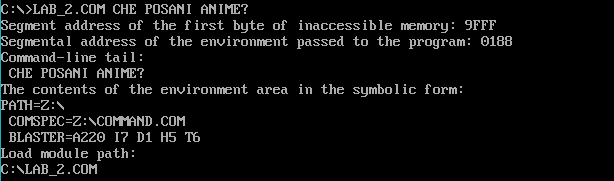 C:\>LAB_2.COM CHE POSANI ANIME?
Segment address of the first byte of inaccessible memory: 9FFF
Segmental address of the environment passed to the program: 0188
Command-line tail:
 CHE POSANI ANIME?
The contents of the environment area in the symbolic form:
PATH=Z:\
 COMSPEC=Z:\COMMAND.COM
 BLASTER=A220 I7 D1 H5 T6
Load module path:
C:\LAB_2.COM